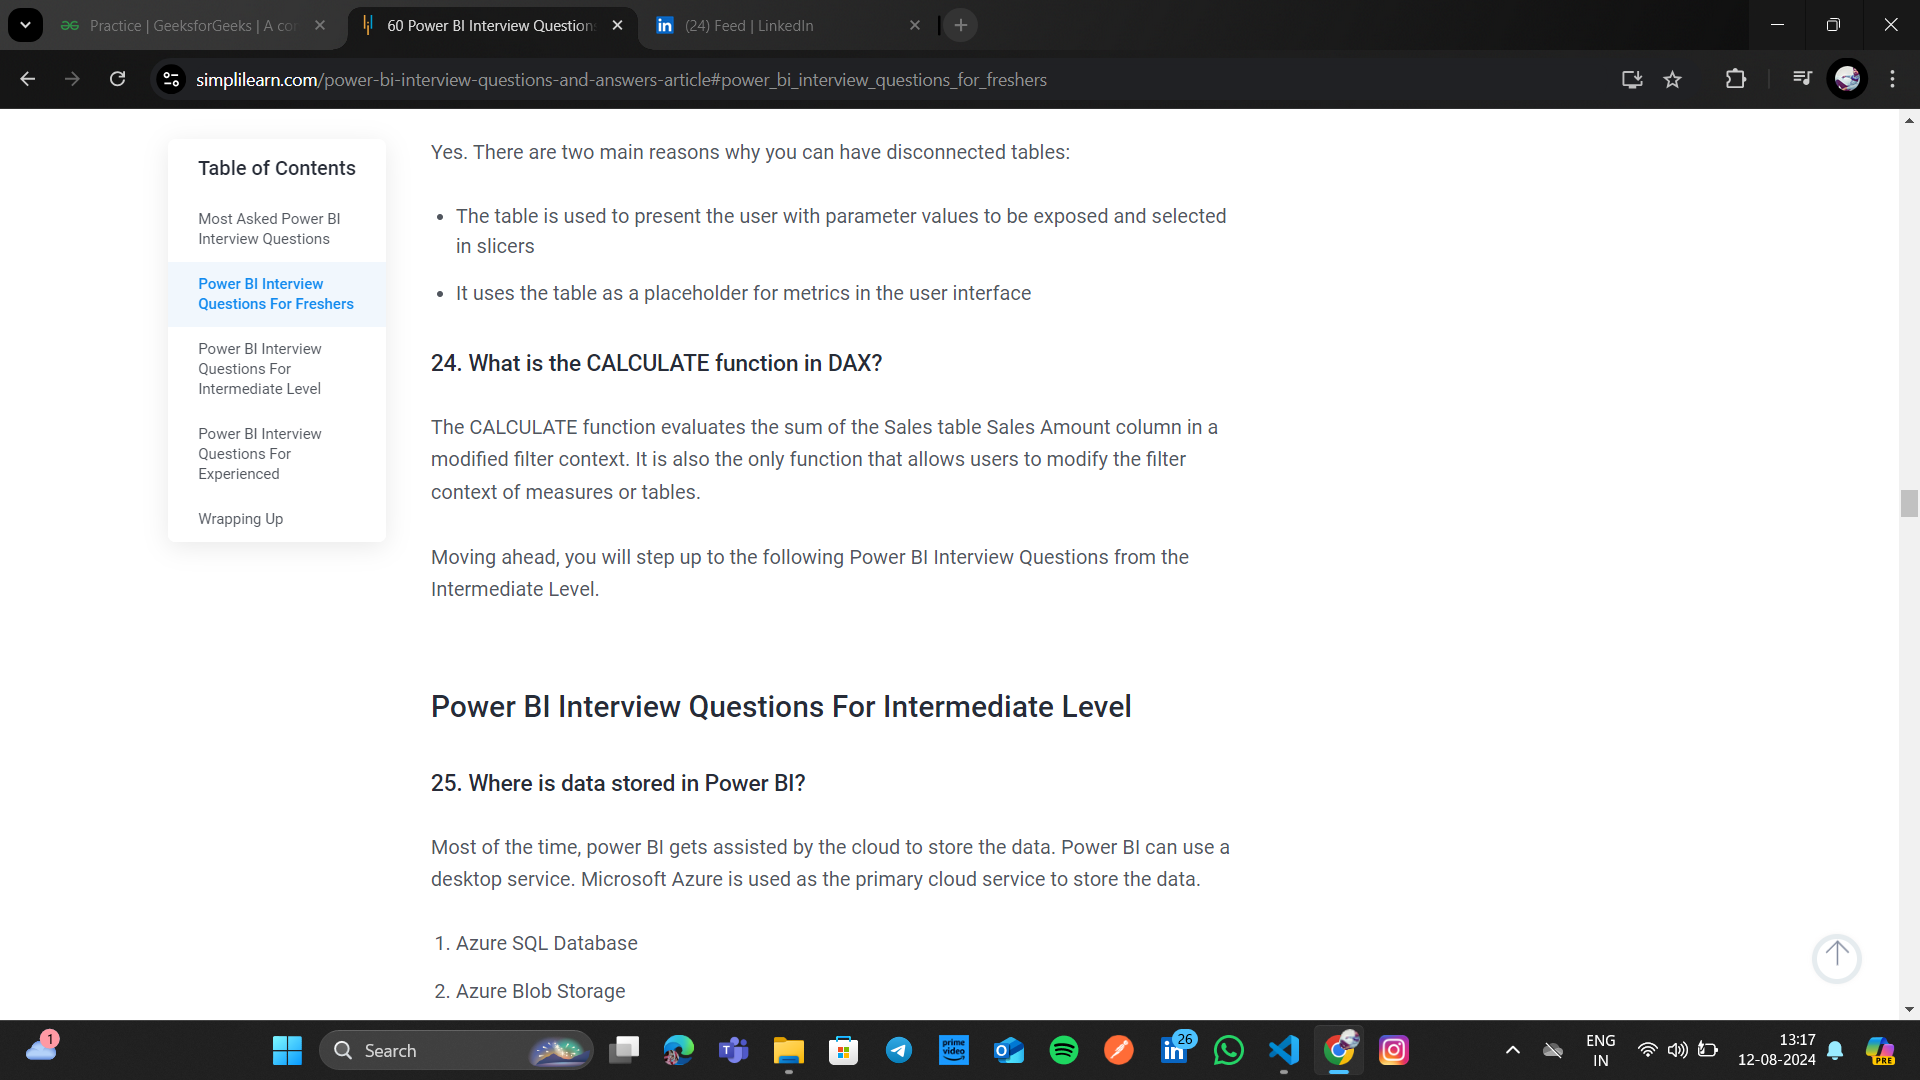 Practice | GeeksforGeeks | A co
60 Power BI Interview Question
(24) Feed | LinkedIn
simplilearn.com/power-bi-interview-questions-and-answers-article#power_bi_interview_questions_for_freshers
Table of Contents
Most Asked Power BI
Interview Questions
Power BI Interview
Questions For Freshers
Power BI Interview
Questions For
Intermediate Level
Power BI Interview
Questions For
Experienced
Wrapping Up
Yes. There are two main reasons why you can have disconnected tables:
• The table is used to present the user with parameter values to be exposed and selected
in slicers
• It uses the table as a placeholder for metrics in the user interface
24. What is the CALCULATE function in DAX?
The CALCULATE function evaluates the sum of the Sales table Sales Amount column in a
modified filter context. It is also the only function that allows users to modify the filter
context of measures or tables.
Moving ahead, you will step up to the following Power BI Interview Questions from the
Intermediate Level.
Power BI Interview Questions For Intermediate Level
25. Where is data stored in Power BI?
Most of the time, power BI gets assisted by the cloud to store the data. Power BI can use a
desktop service. Microsoft Azure is used as the primary cloud service to store the data.
1. Azure SQL Database
2. Azure Blob Storage
1
Search
prime
video
26
ENG
IN
13:17
12-08-2024
PRE